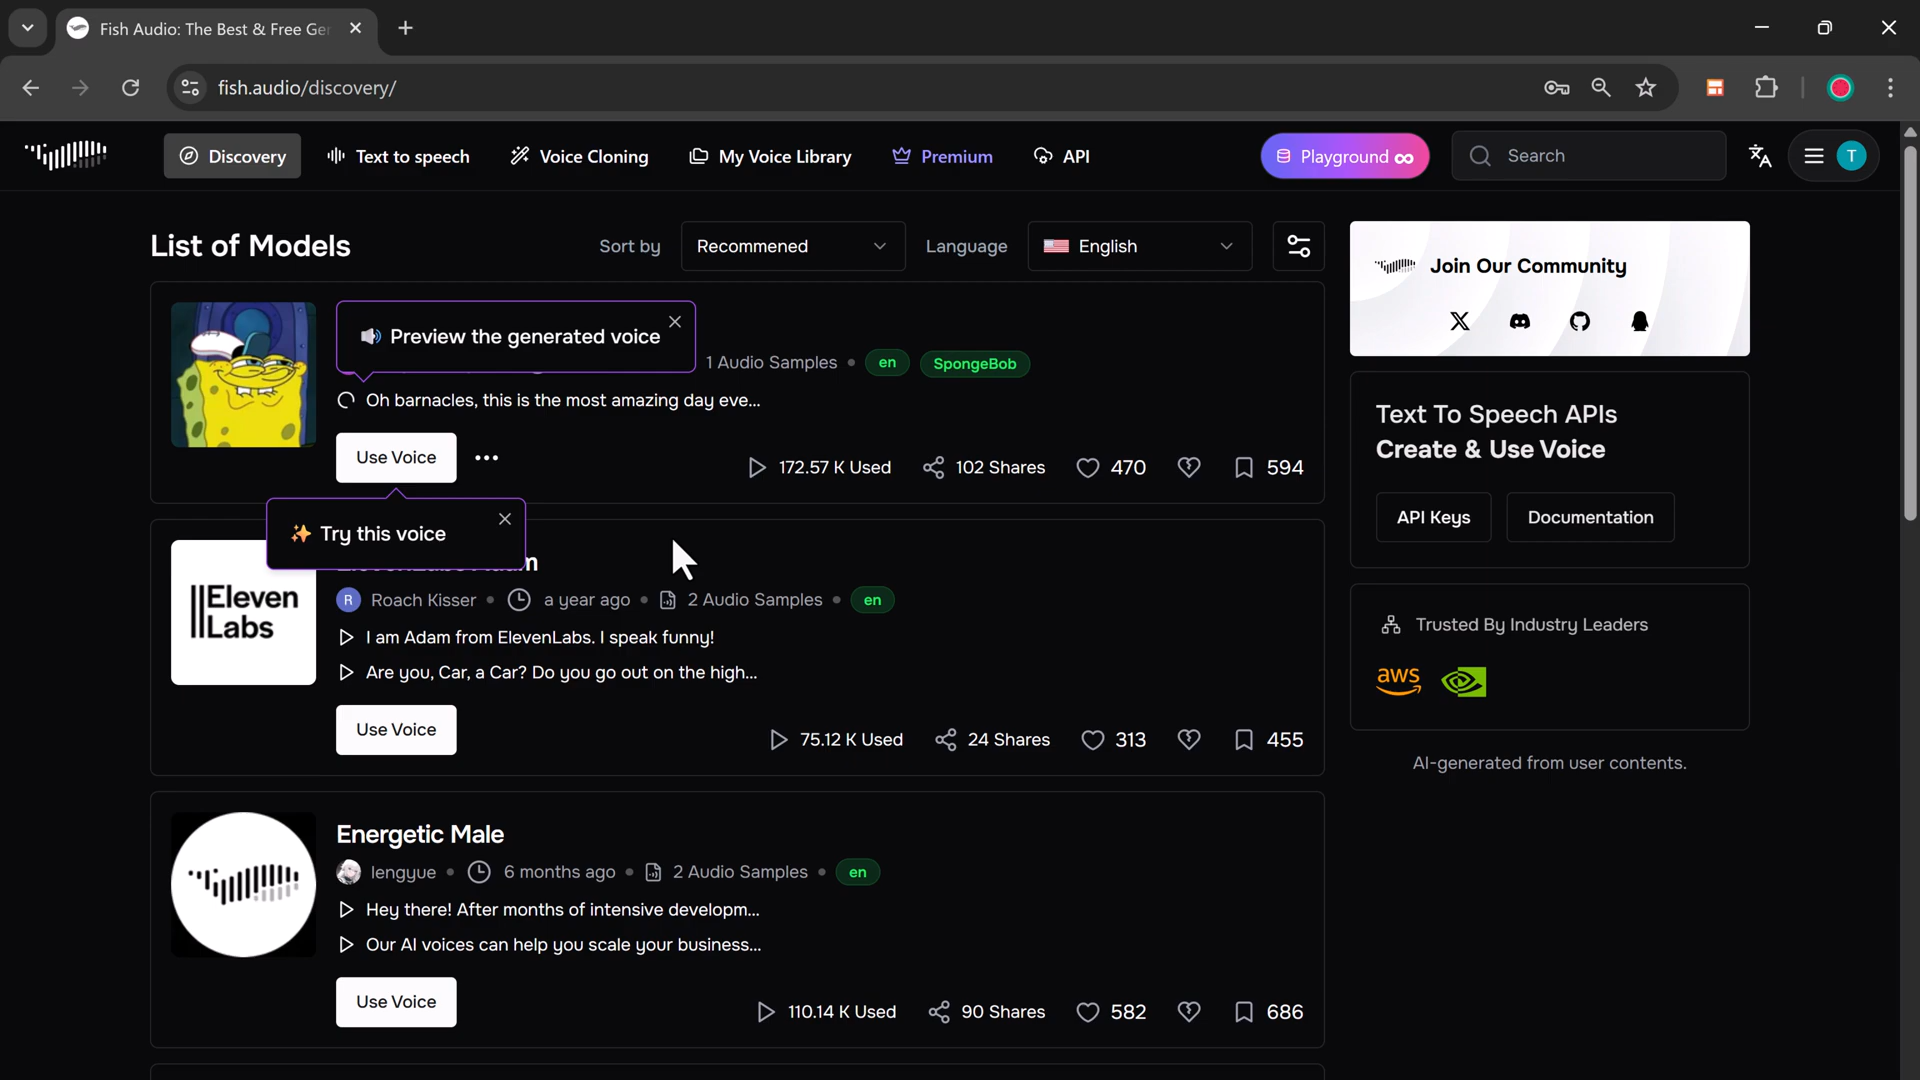 Fish Audio: The Best & Free Ge
fish.audio/discovery/
Discovery
Text to speech
Voice Cloning
My Voice Library
Premium
API
Playground
Search
T
List of Models
Sort by
Recommened
Language
English
🔊 Preview the generated voice
1 Audio Samples • en SpongeBob
Oh barnacles, this is the most amazing day eve...
Use Voice
172.57 K Used
102 Shares
470
594
✨ Try this voice
ElevenLabs
R Roach Kisser • a year ago • 2 Audio Samples • en
I am Adam from ElevenLabs. I speak funny!
Are you, Car, a Car? Do you go out on the high...
Use Voice
75.12 K Used
24 Shares
313
455
Energetic Male
lengyue • 6 months ago • 2 Audio Samples • en
Hey there! After months of intensive developm...
Our AI voices can help you scale your business...
Use Voice
110.14 K Used
90 Shares
582
686
Join Our Community
Text To Speech APIs
Create & Use Voice
API Keys
Documentation
Trusted By Industry Leaders
aws
AI-generated from user contents.